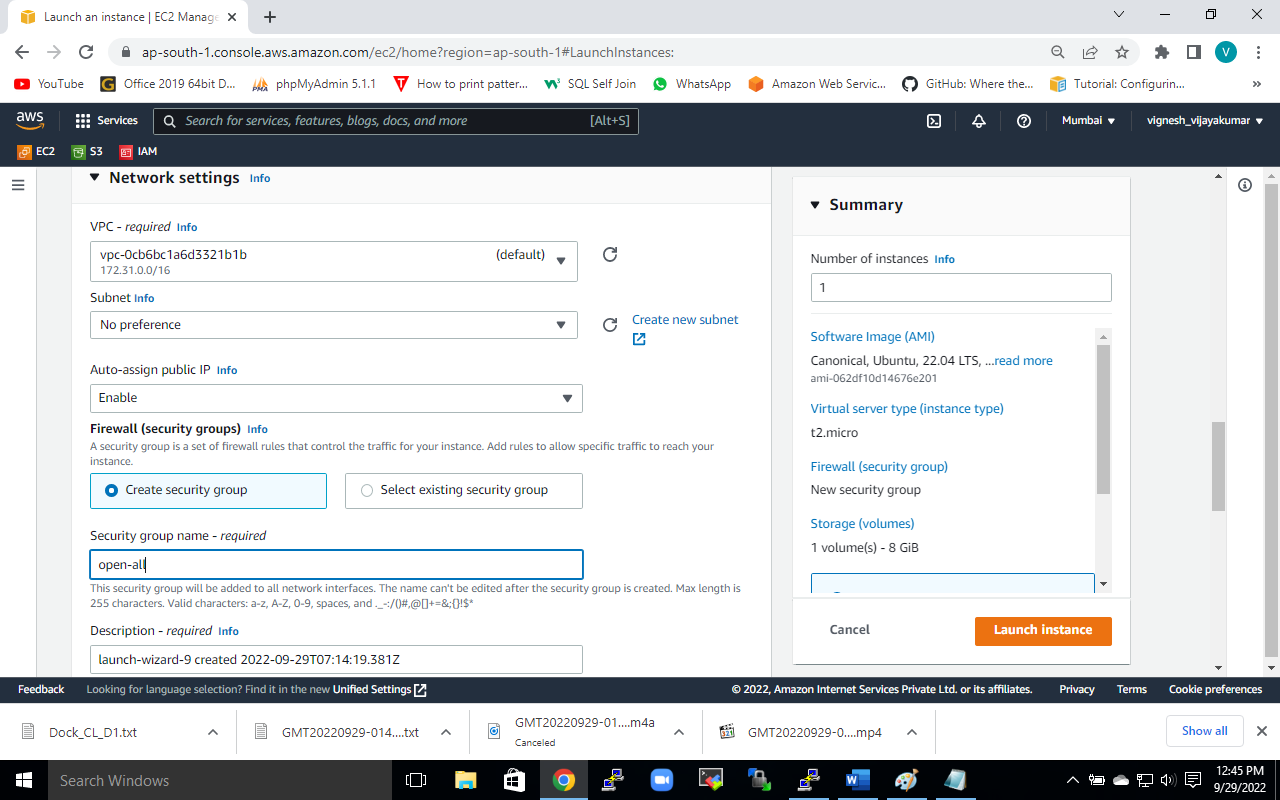 Launch an instance | EC2 Manage
ap-south-1.console.aws.amazon.com/ec2/home?region=ap-south-1#LaunchInstances:
V
YouTube
Office 2019 64bit D...
phpMyAdmin 5.1.1
How to print patter...
SQL Self Join
WhatsApp
Amazon Web Servic...
GitHub: Where the...
Tutorial: Configurin...
»
aws
Services
Search for services, features, blogs, docs, and more
[Alt+S]
Mumbai
vignesh_vijayakumar
EC2
S3
IAM
Network settings Info
VPC - required Info
vpc-0cb6bc1a6d3321b1b (default)
172.31.0.0/16
Subnet Info
No preference
Create new subnet
Auto-assign public IP Info
Enable
Firewall (security groups) Info
A security group is a set of firewall rules that control the traffic for your instance. Add rules to allow specific traffic to reach your
instance.
Create security group
Select existing security group
Security group name - required
open-all
This security group will be added to all network interfaces. The name can't be edited after the security group is created. Max length is
255 characters. Valid characters: a-z, A-Z, 0-9, spaces, and ._-:/()#,@[]+=&;{}!$*
Description - required Info
launch-wizard-9 created 2022-09-29T07:14:19.381Z
Summary
Number of instances Info
1
Software Image (AMI)
Canonical, Ubuntu, 22.04 LTS, ...read more
ami-062df10d14676e201
Virtual server type (instance type)
t2.micro
Firewall (security group)
New security group
Storage (volumes)
1 volume(s) - 8 GiB
Cancel
Launch instance
Feedback
Looking for language selection? Find it in the new Unified Settings
© 2022, Amazon Internet Services Private Ltd. or its affiliates.
Privacy
Terms
Cookie preferences
Dock_CL_D1.txt
GMT20220929-014....txt
GMT20220929-01....m4a
Canceled
GMT20220929-0....mp4
Show all
Search Windows
12:45 PM
9/29/2022